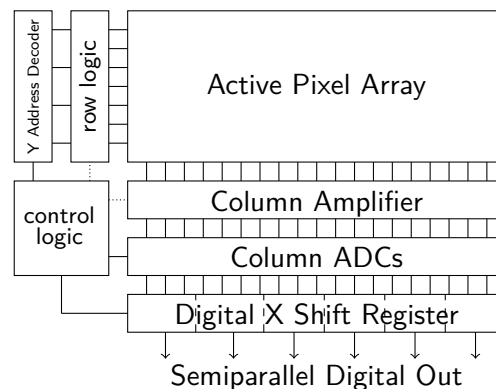 Y Address Decoder
row logic
Active Pixel Array
control
logic
Column Amplifier
Column ADCs
Digital X Shift Register
Semiparallel Digital Out